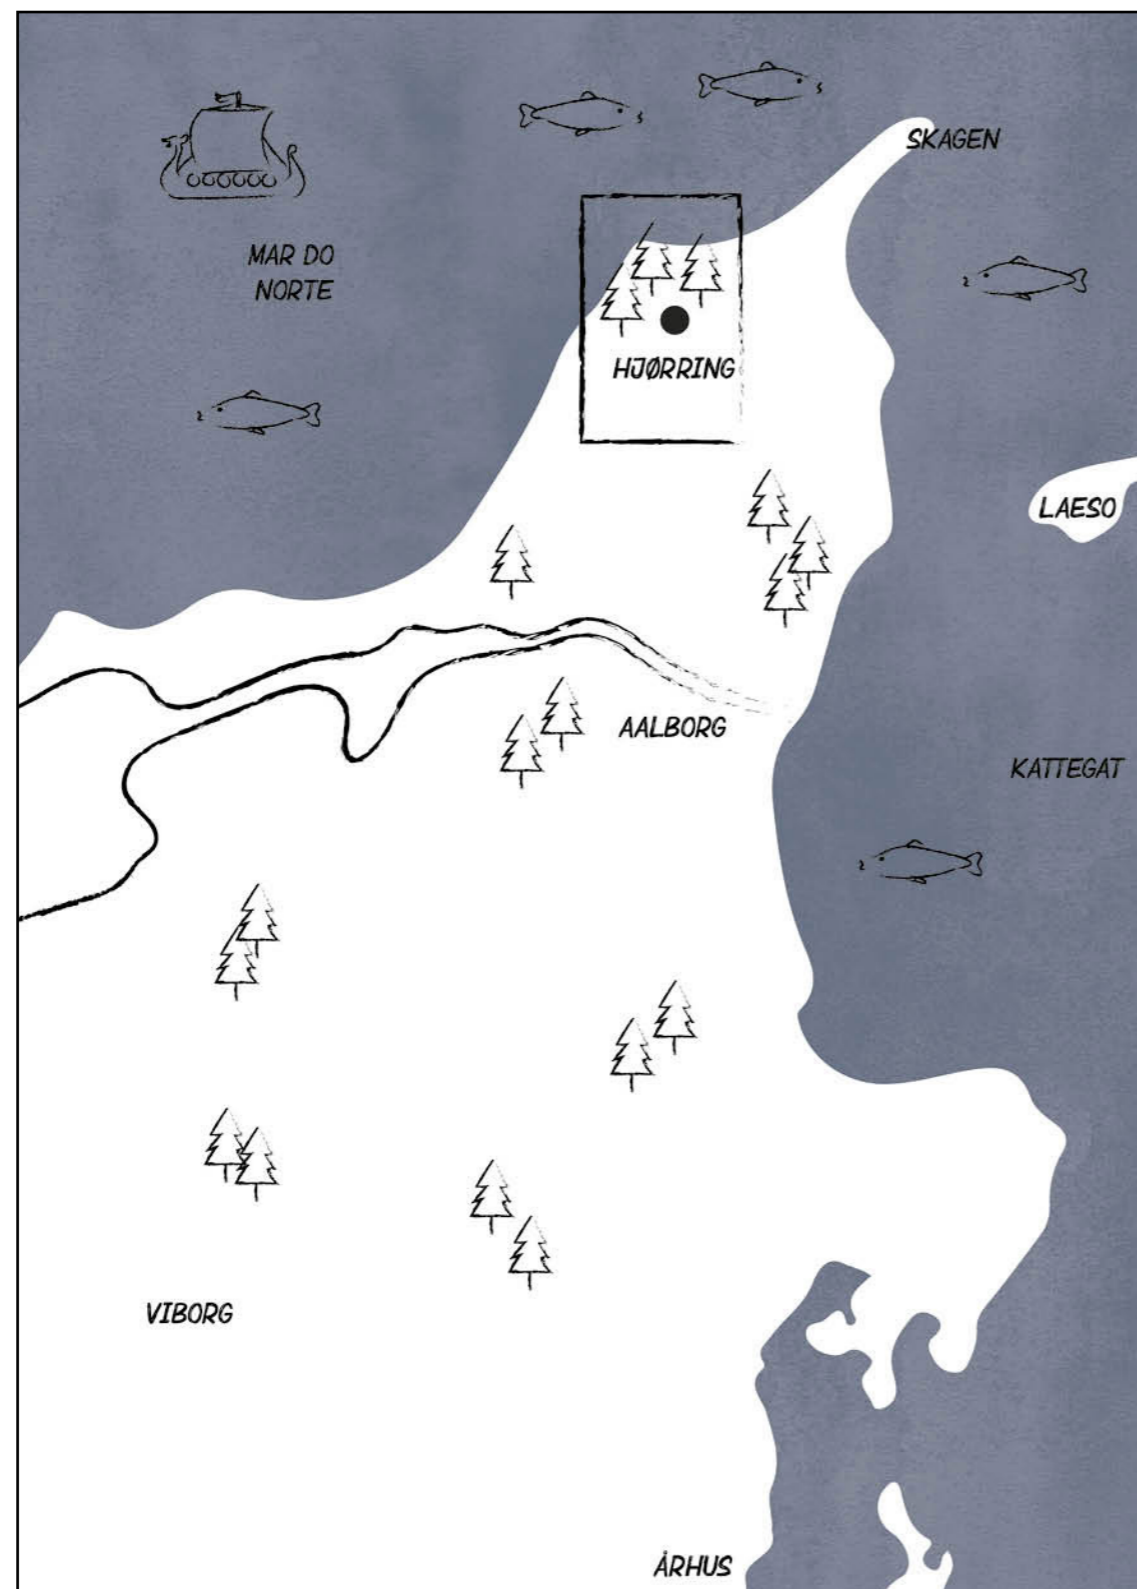 SKAGEN
MAR DO
NORTE
HJØRRING
LAESO
AALBORG
KATTEGAT
VIBORG
ÅRHUS